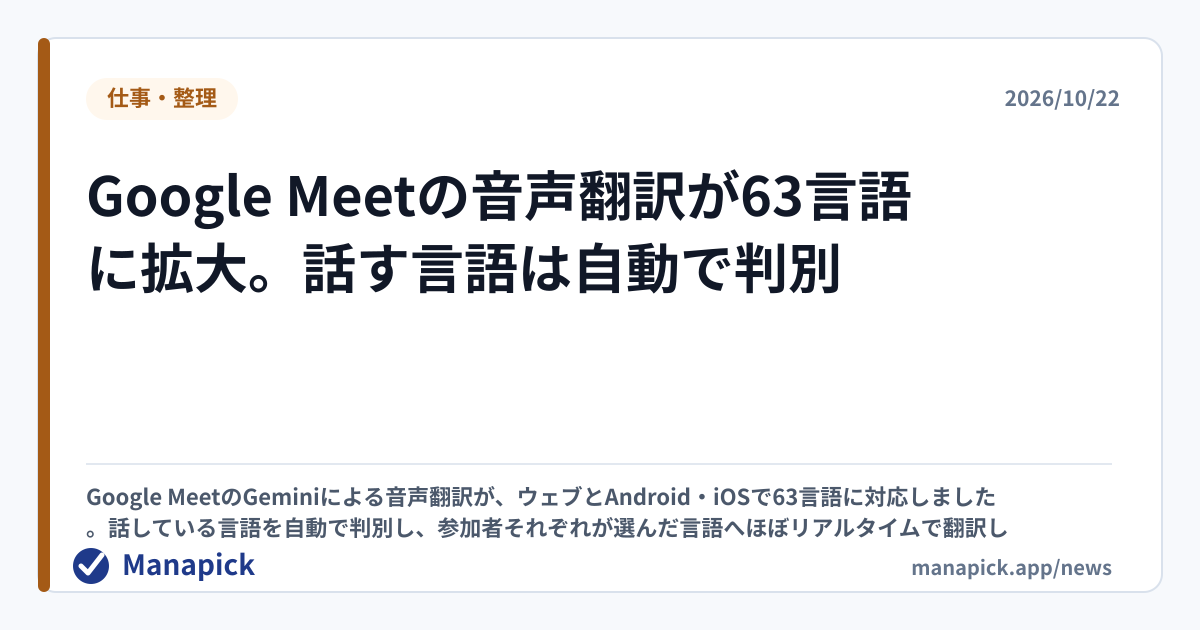 仕事・整理
2026/10/22
Google Meetの音声翻訳が63言語
に拡大。話す言語は自動で判別
Google MeetのGeminiによる音声翻訳が、ウェブとAndroid・iOSで63言語に対応しました
。話している言語を自動で判別し、参加者それぞれが選んだ言語へほぼリアルタイムで翻訳し
Manapick
manapick.app/news